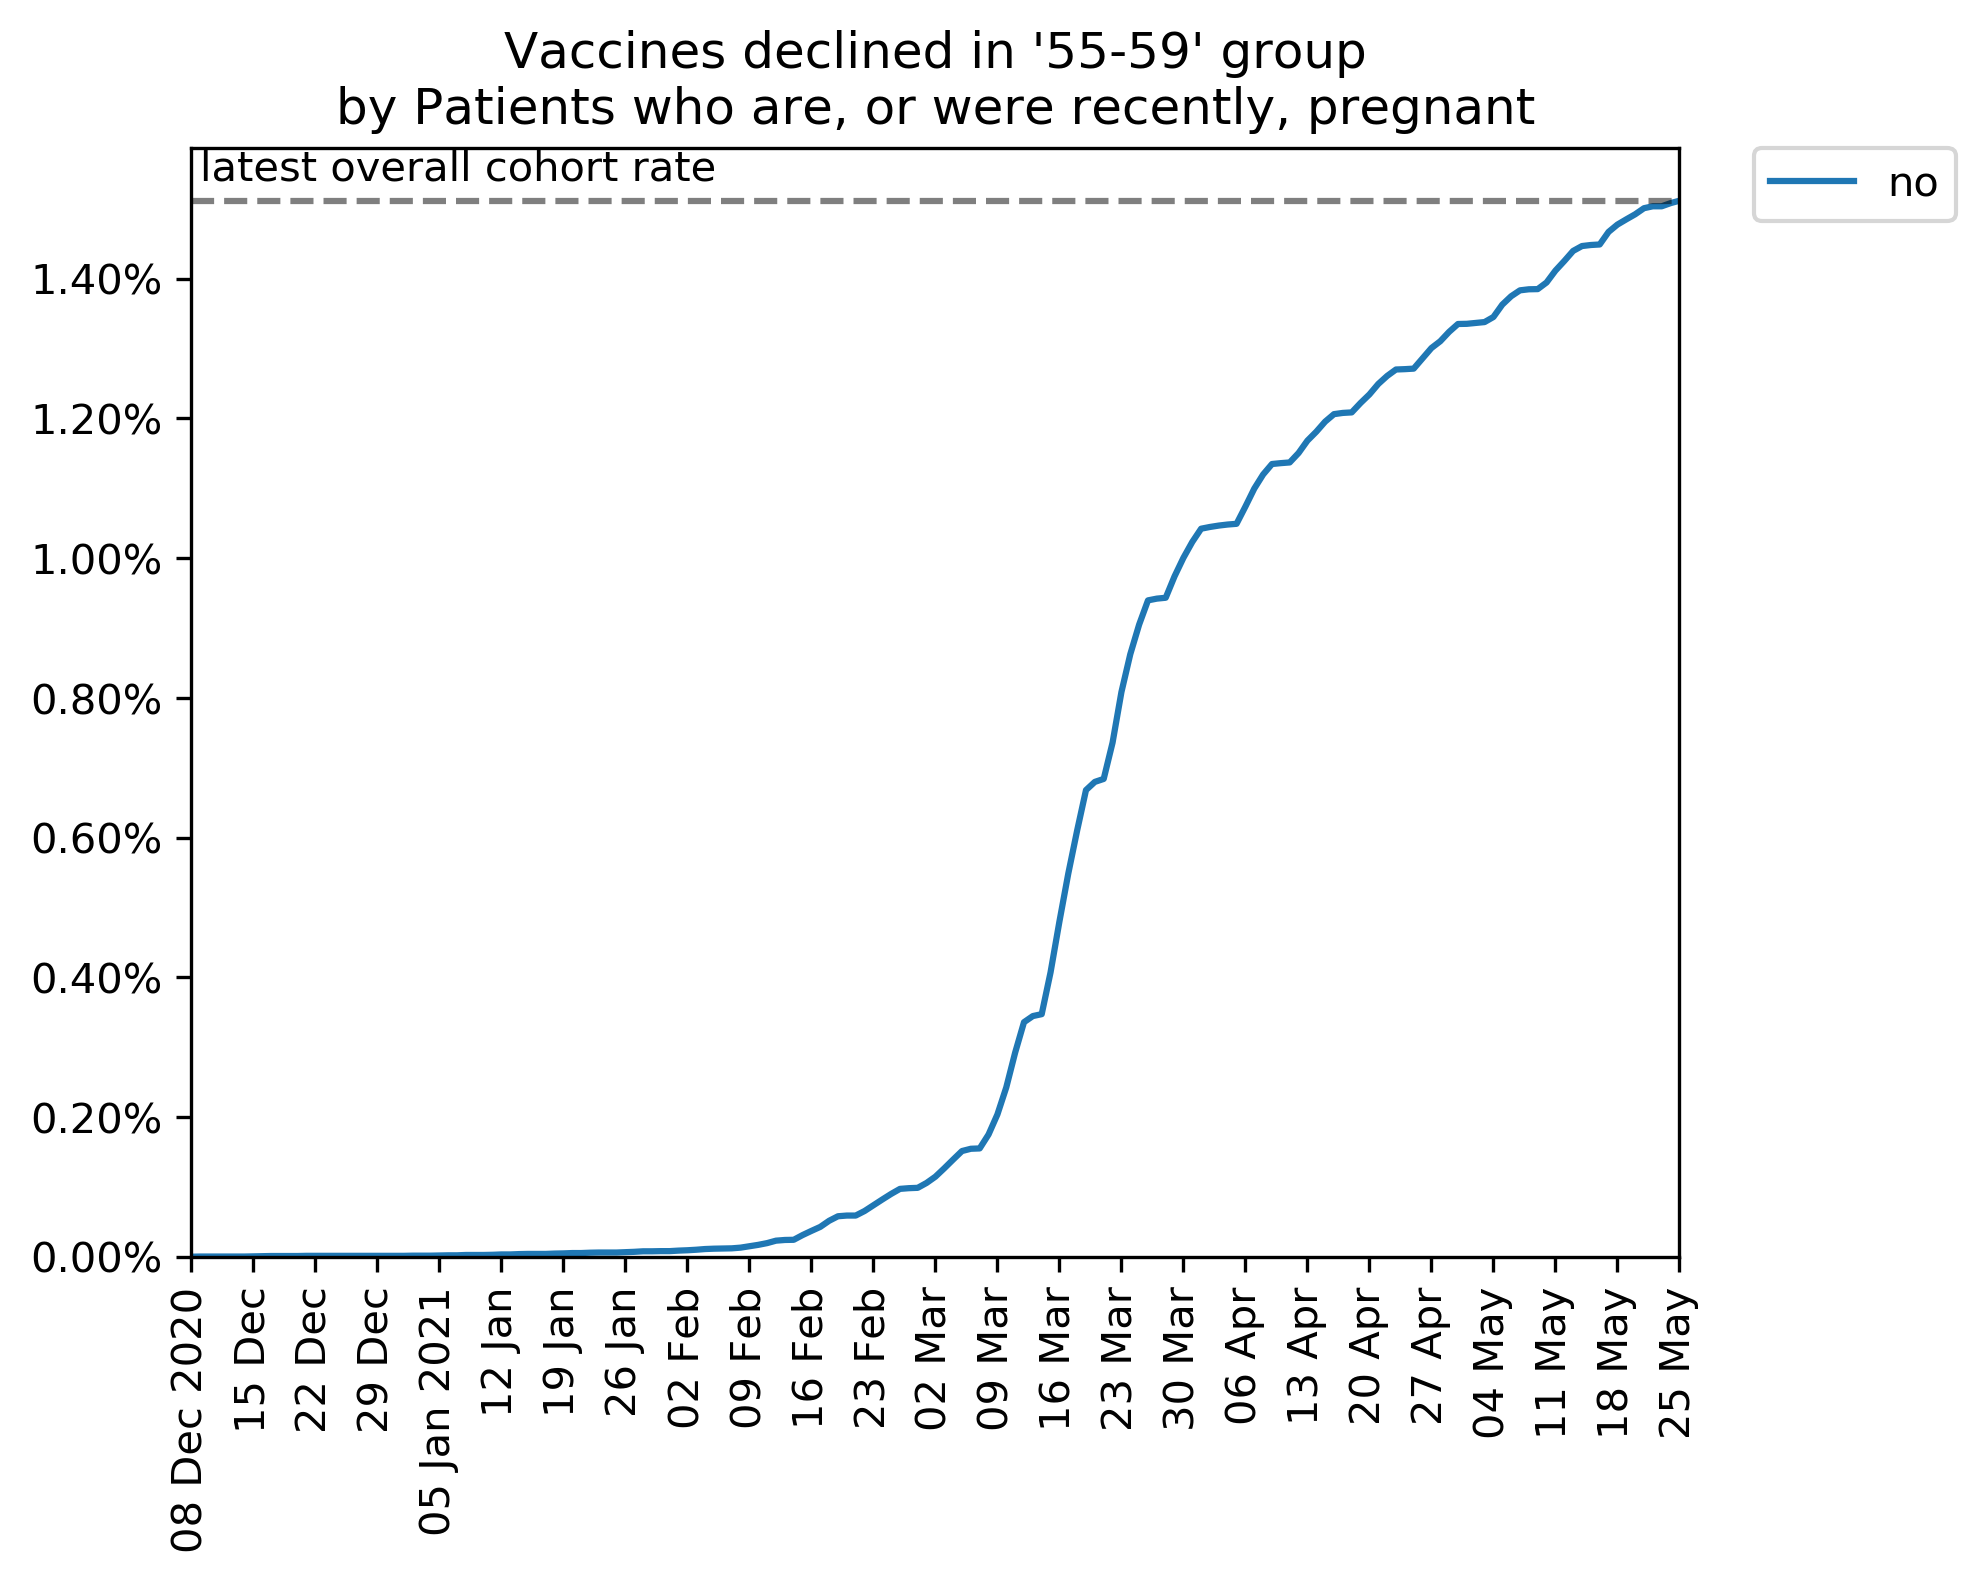 Vaccines declined in '55-59' group
by Patients who are, or were recently, pregnant
latest overall cohort rate
no
1.40%
1.20%
1.00%
0.80%
0.60%
0.40%
0.20%
0.00%
08 Dec 2020
15 Dec
22 Dec
29 Dec
05 Jan 2021
12 Jan
19 Jan
26 Jan
02 Feb
09 Feb
16 Feb
23 Feb
02 Mar
09 Mar
16 Mar
23 Mar
30 Mar
06 Apr
13 Apr
20 Apr
27 Apr
04 May
11 May
18 May
25 May